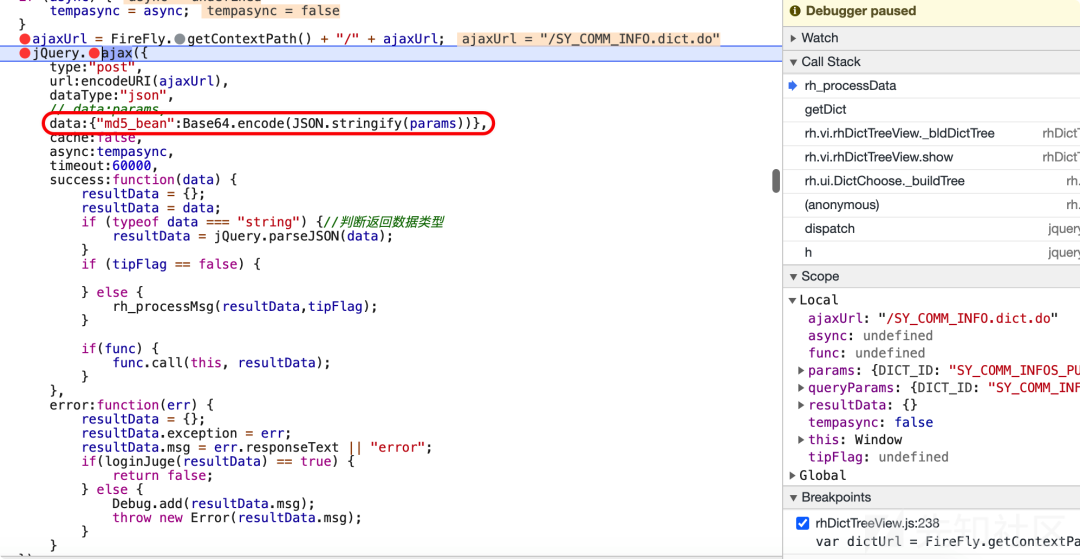 tempasync = async;  tempasync = false
}
ajaxUrl = FireFly.getContextPath() + "/" + ajaxUrl;  ajaxUrl = "/SY_COMM_INFO.dict.do"
jQuery.ajax({
type:"post",
url:encodeURI(ajaxUrl),
dataType:"json",
// data:params,
data:{"md5_bean":Base64.encode(JSON.stringify(params))},
cache:false,
async:tempasync,
timeout:60000,
success:function(data) {
resultData = {};
resultData = data;
if (typeof data === "string") {//判断返回数据类型
resultData = jQuery.parseJSON(data);
}
if (tipFlag == false) {
} else {
rh_processMsg(resultData,tipFlag);
}
if(func) {
func.call(this, resultData);
}
},
error:function(err) {
resultData = {};
resultData.exception = err;
resultData.msg = err.responseText || "error";
if(loginJuge(resultData) == true) {
return false;
} else {
Debug.add(resultData.msg);
throw new Error(resultData.msg);
}
Debugger paused
Watch
Call Stack
rh_processData
getDict
rh.vi.rhDictTreeView._bldDictTree rhDictT
rh.vi.rhDictTreeView.show rhDictT
rh.ui.DictChoose._buildTree rh.
(anonymous) rh.
dispatch jquery
h jquery
Scope
Local
ajaxUrl: "/SY_COMM_INFO.dict.do"
async: undefined
func: undefined
params: {DICT_ID: "SY_COMM_INFOS_PU
queryParams: {DICT_ID: "SY_COMM_INF
resultData: {}
tempasync: false
this: Window
tipFlag: undefined
Global
Breakpoints
rhDictTreeView.js:238
var dictUrl = FireFly.getContextPa